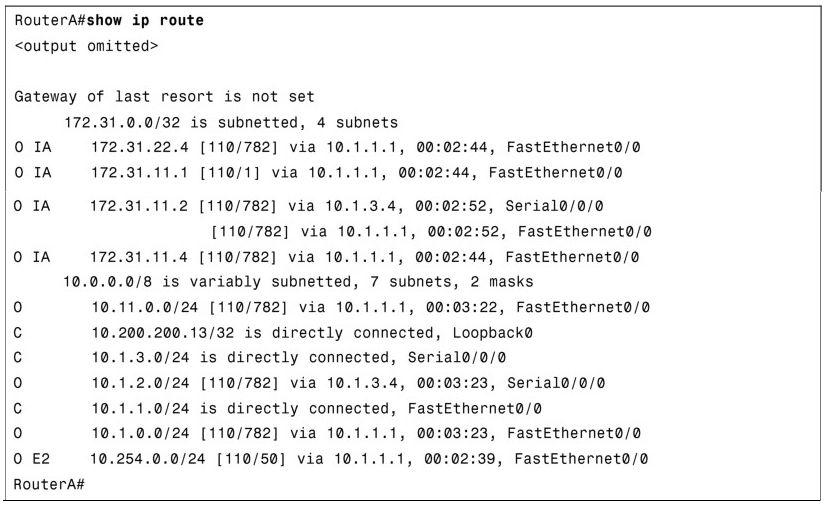 RouterA#show ip route
<output omitted>
Gateway of last resort is not set
172.31.0.0/32 is subnetted, 4 subnets
O IA 172.31.22.4 [110/782] via 10.1.1.1, 00:02:44, FastEthernet0/0
O IA 172.31.11.1 [110/1] via 10.1.1.1, 00:02:44, FastEthernet0/0
O IA 172.31.11.2 [110/782] via 10.1.3.4, 00:02:52, Serial0/0/0
[110/782] via 10.1.1.1, 00:02:52, FastEthernet0/0
O IA 172.31.11.4 [110/782] via 10.1.1.1, 00:02:44, FastEthernet0/0
10.0.0.0/8 is variably subnetted, 7 subnets, 2 masks
O 10.11.0.0/24 [110/782] via 10.1.1.1, 00:03:22, FastEthernet0/0
C 10.200.200.13/32 is directly connected, Loopback0
C 10.1.3.0/24 is directly connected, Serial0/0/0
O 10.1.2.0/24 [110/782] via 10.1.3.4, 00:03:23, Serial0/0/0
C 10.1.1.0/24 is directly connected, FastEthernet0/0
O 10.1.0.0/24 [110/782] via 10.1.1.1, 00:03:23, FastEthernet0/0
O E2 10.254.0.0/24 [110/50] via 10.1.1.1, 00:02:39, FastEthernet0/0
RouterA#